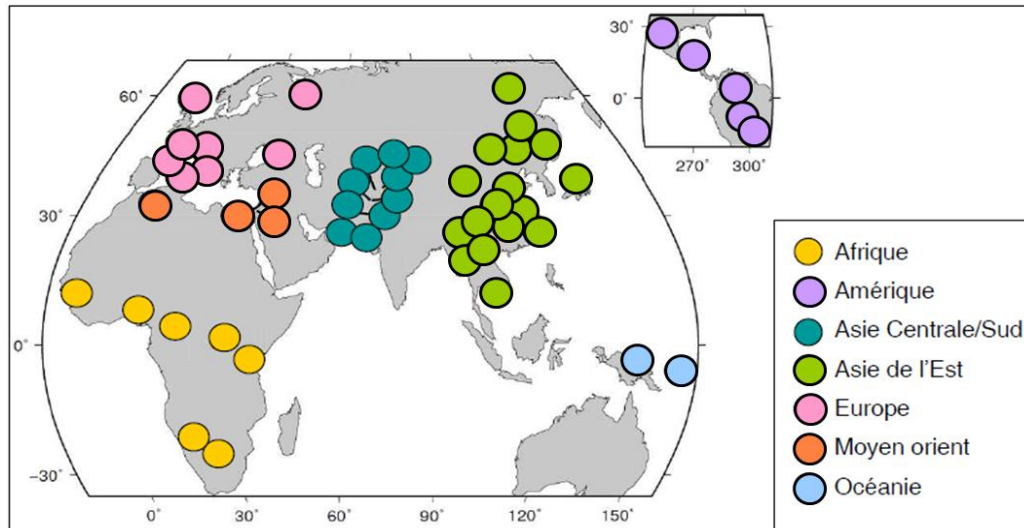 30°
0°
270° 300°
60°
30°
0°
−30°
0° 30° 60° 90° 120° 150°
Afrique
Amérique
Asie Centrale/Sud
Asie de l'Est
Europe
Moyen orient
Océanie